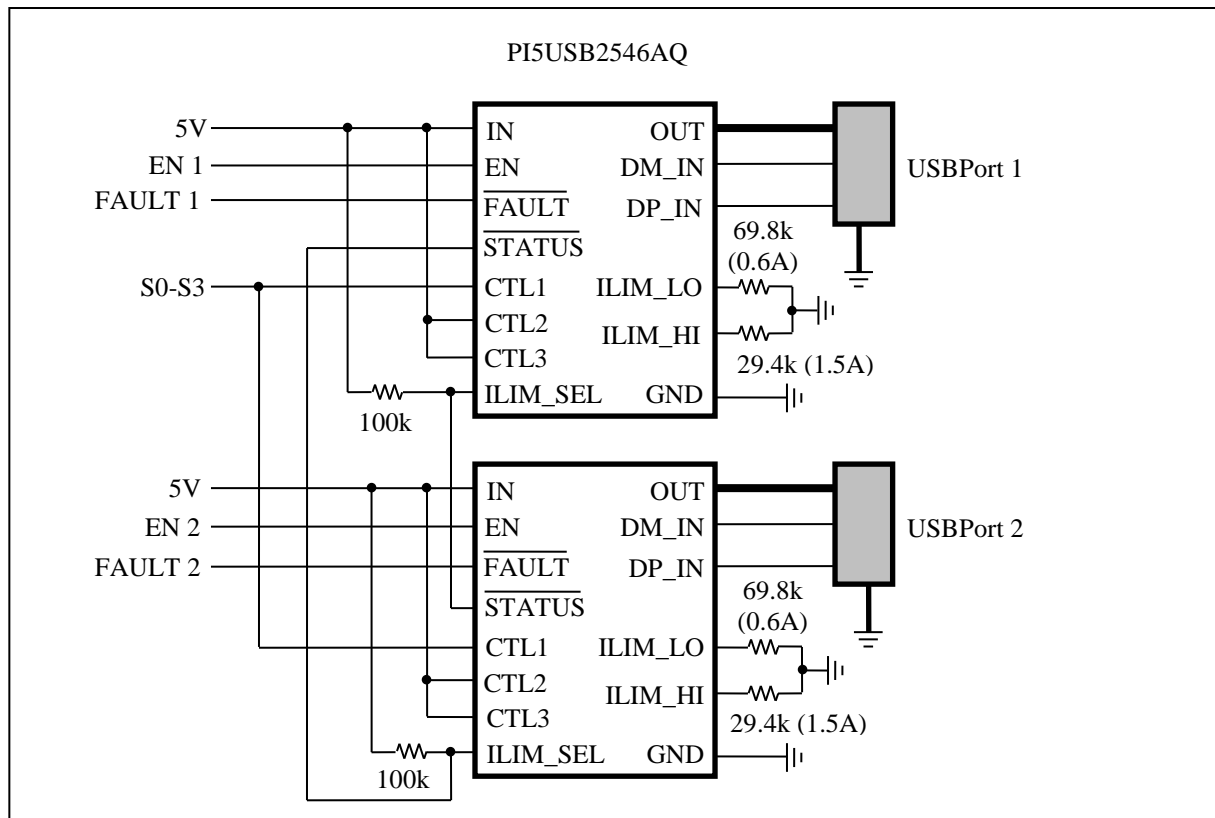 PI5USB2546AQ
5V
EN 1
FAULT 1
S0-S3
IN
EN
FAULT
STATUS
CTL1
CTL2
CTL3
ILIM_SEL
100k
OUT
DM_IN
DP_IN
ILIM_LO
ILIM_HI
GND
69.8k
(0.6A)
29.4k (1.5A)
USBPort 1
5V
EN 2
FAULT 2
IN
EN
FAULT
STATUS
CTL1
CTL2
CTL3
ILIM_SEL
100k
OUT
DM_IN
DP_IN
ILIM_LO
ILIM_HI
GND
69.8k
(0.6A)
29.4k (1.5A)
USBPort 2